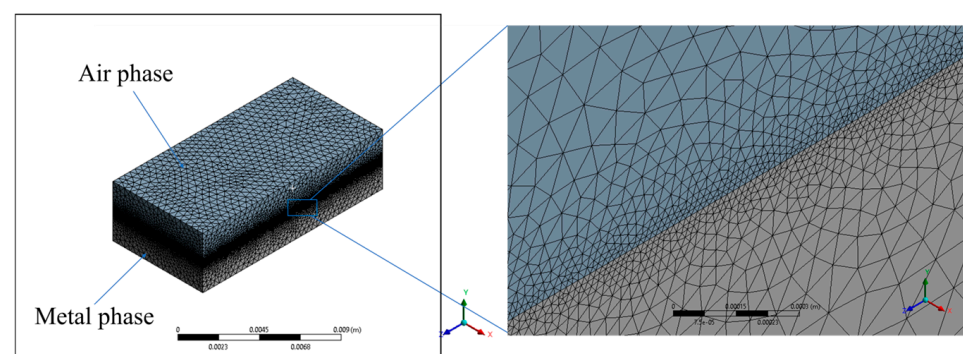 Air phase
Metal phase
0 0.0045 0.009 (m)
0.0023 0.0068
Y
Z X
0 0.00015 0.0003 (m)
7.5e-05 0.00023
Y
Z X